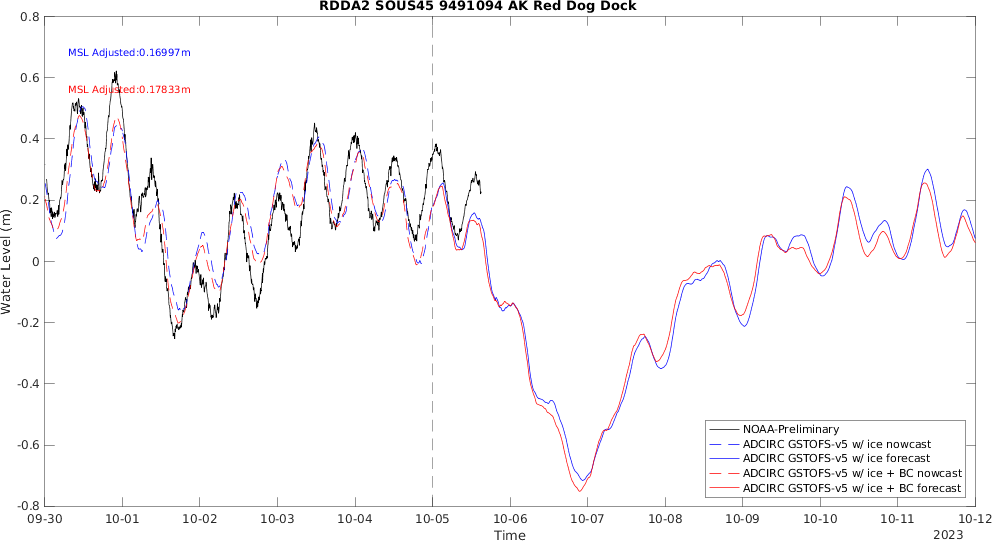 RDDA2 SOUS45 9491094 AK Red Dog Dock
0.8
0.6
0.4
0.2
0
-0.2
-0.4
-0.6
-0.8
Water Level (m)
MSL Adjusted:0.16997m
MSL Adjusted:0.17833m
NOAA-Preliminary
ADCIRC GSTOFS-v5 w/ ice nowcast
ADCIRC GSTOFS-v5 w/ ice forecast
ADCIRC GSTOFS-v5 w/ ice + BC nowcast
ADCIRC GSTOFS-v5 w/ ice + BC forecast
09-30 10-01 10-02 10-03 10-04 10-05 10-06 10-07 10-08 10-09 10-10 10-11 10-12
Time
2023